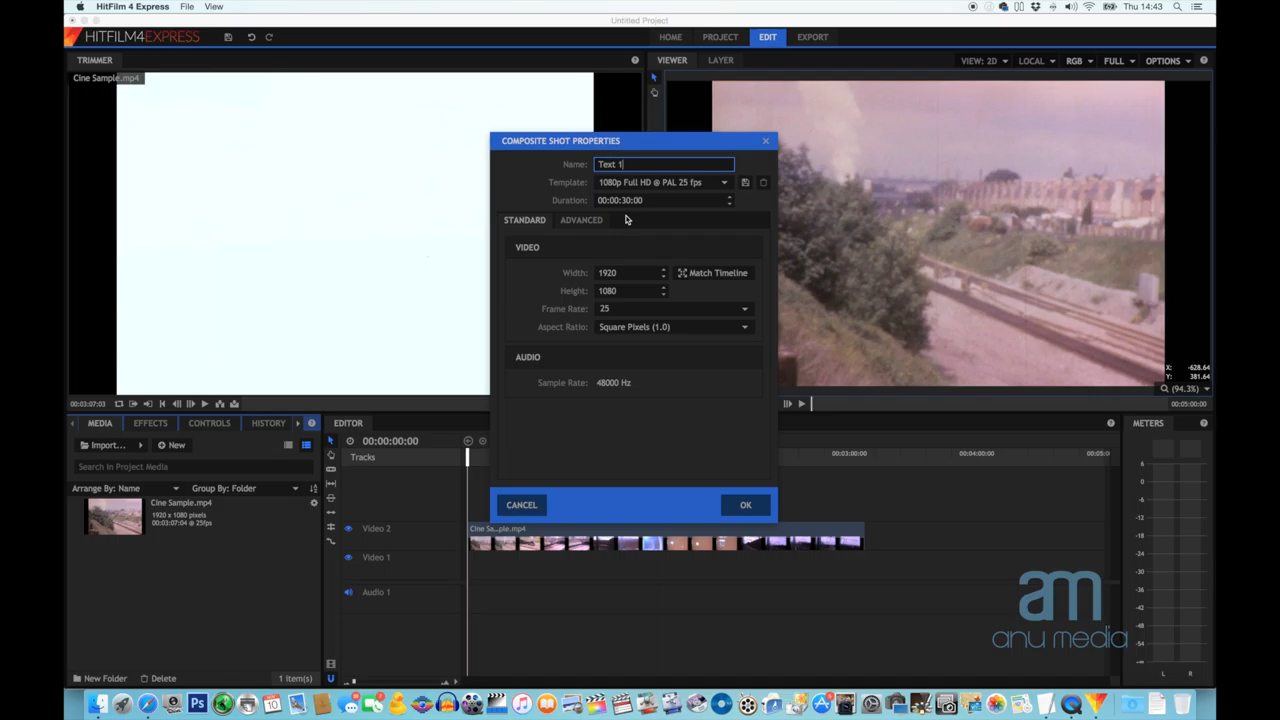 HitFilm 4 Express File View Thu 14:43
Untitled Project
HITFILM4EXPRESS HOME PROJECT EDIT EXPORT
TRIMMER VIEWER LAYER VIEW: 2D LOCAL RGB FULL OPTIONS
Cine Sample.mp4
COMPOSITE SHOT PROPERTIES
Name: Text 1
Template: 1080p Full HD @ PAL 25 fps
Duration: 00:00:30:00
STANDARD ADVANCED
VIDEO
Width: 1920 Match Timeline
Height: 1080
Frame Rate: 25
Aspect Ratio: Square Pixels (1.0)
AUDIO
Sample Rate: 48000 Hz
CANCEL OK
X: -628.64
Y: 381.64
(94.3%)
00:03:07:03 00:05:00:00
MEDIA EFFECTS CONTROLS HISTORY EDITOR METERS
Import... New 00:00:00:00
Tracks 00:03:00:00 00:04:00:00 00:05:0
Search in Project Media
Arrange By: Name Group By: Folder
Cine Sample.mp4
1920 x 1080 pixels
00:03:07:04 @ 25fps
Video 2 Cine Sa...ple.mp4
Video 1
Audio 1
6
0
-6
-12
-18
-24
-30
-36
-42
-48
-54
-60
-∞
L R
am
anu media
New Folder Delete 1 Item(s)